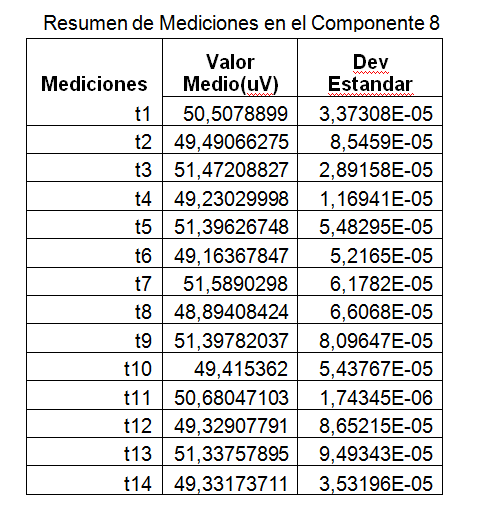 Resumen de Mediciones en el Componente 8
Mediciones Valor Medio(uV) Dev Estandar
t1 50,5078899 3,37308E-05
t2 49,49066275 8,5459E-05
t3 51,47208827 2,89158E-05
t4 49,23029998 1,16941E-05
t5 51,39626748 5,48295E-05
t6 49,16367847 5,2165E-05
t7 51,5890298 6,1782E-05
t8 48,89408424 6,6068E-05
t9 51,39782037 8,09647E-05
t10 49,415362 5,43767E-05
t11 50,68047103 1,74345E-06
t12 49,32907791 8,65215E-05
t13 51,33757895 9,49343E-05
t14 49,33173711 3,53196E-05